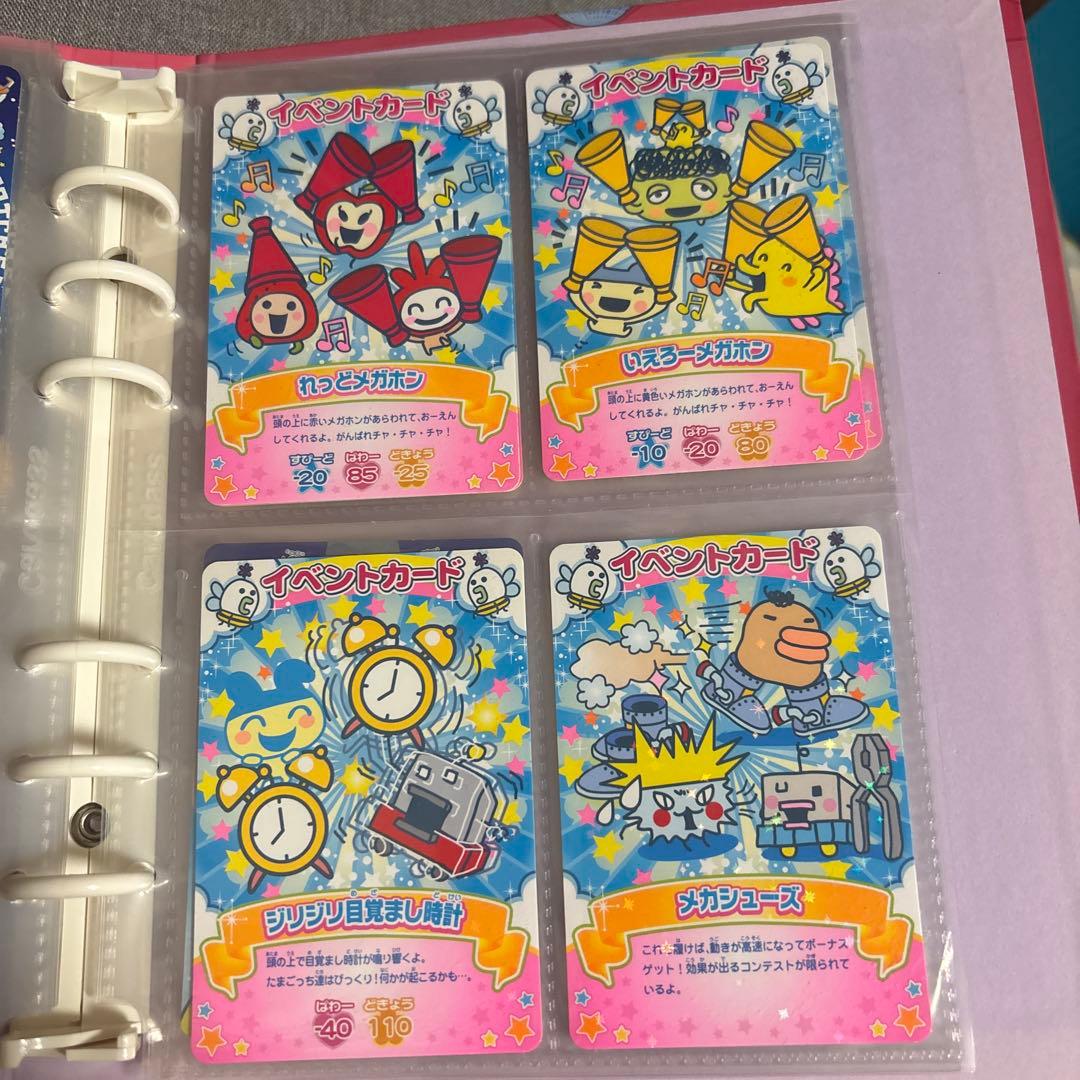 イベントカード
れっどメガホン
頭の上に赤いメガホンがあらわれて、おーえん
してくれるよ。がんばれチャ・チャ・チャ!
すぴーど ぱわー どきょう
-20 85 -25
イベントカード
いえろーメガホン
頭の上に黄色いメガホンがあらわれて、おーえん
してくれるよ。がんばれチャ・チャ・チャ!
すぴーど ぱわー どきょう
-10 -20 80
イベントカード
ジリジリ目覚まし時計
頭の上で目覚まし時計が鳴り響くよ。
たまごっち達はびっくり!何かが起こるかも…。
ぱわー どきょう
-40 110
イベントカード
メカシューズ
これを履けば、動きが高速になってボーナス
ゲット!効果が出るコンテストが限られて
いるよ。